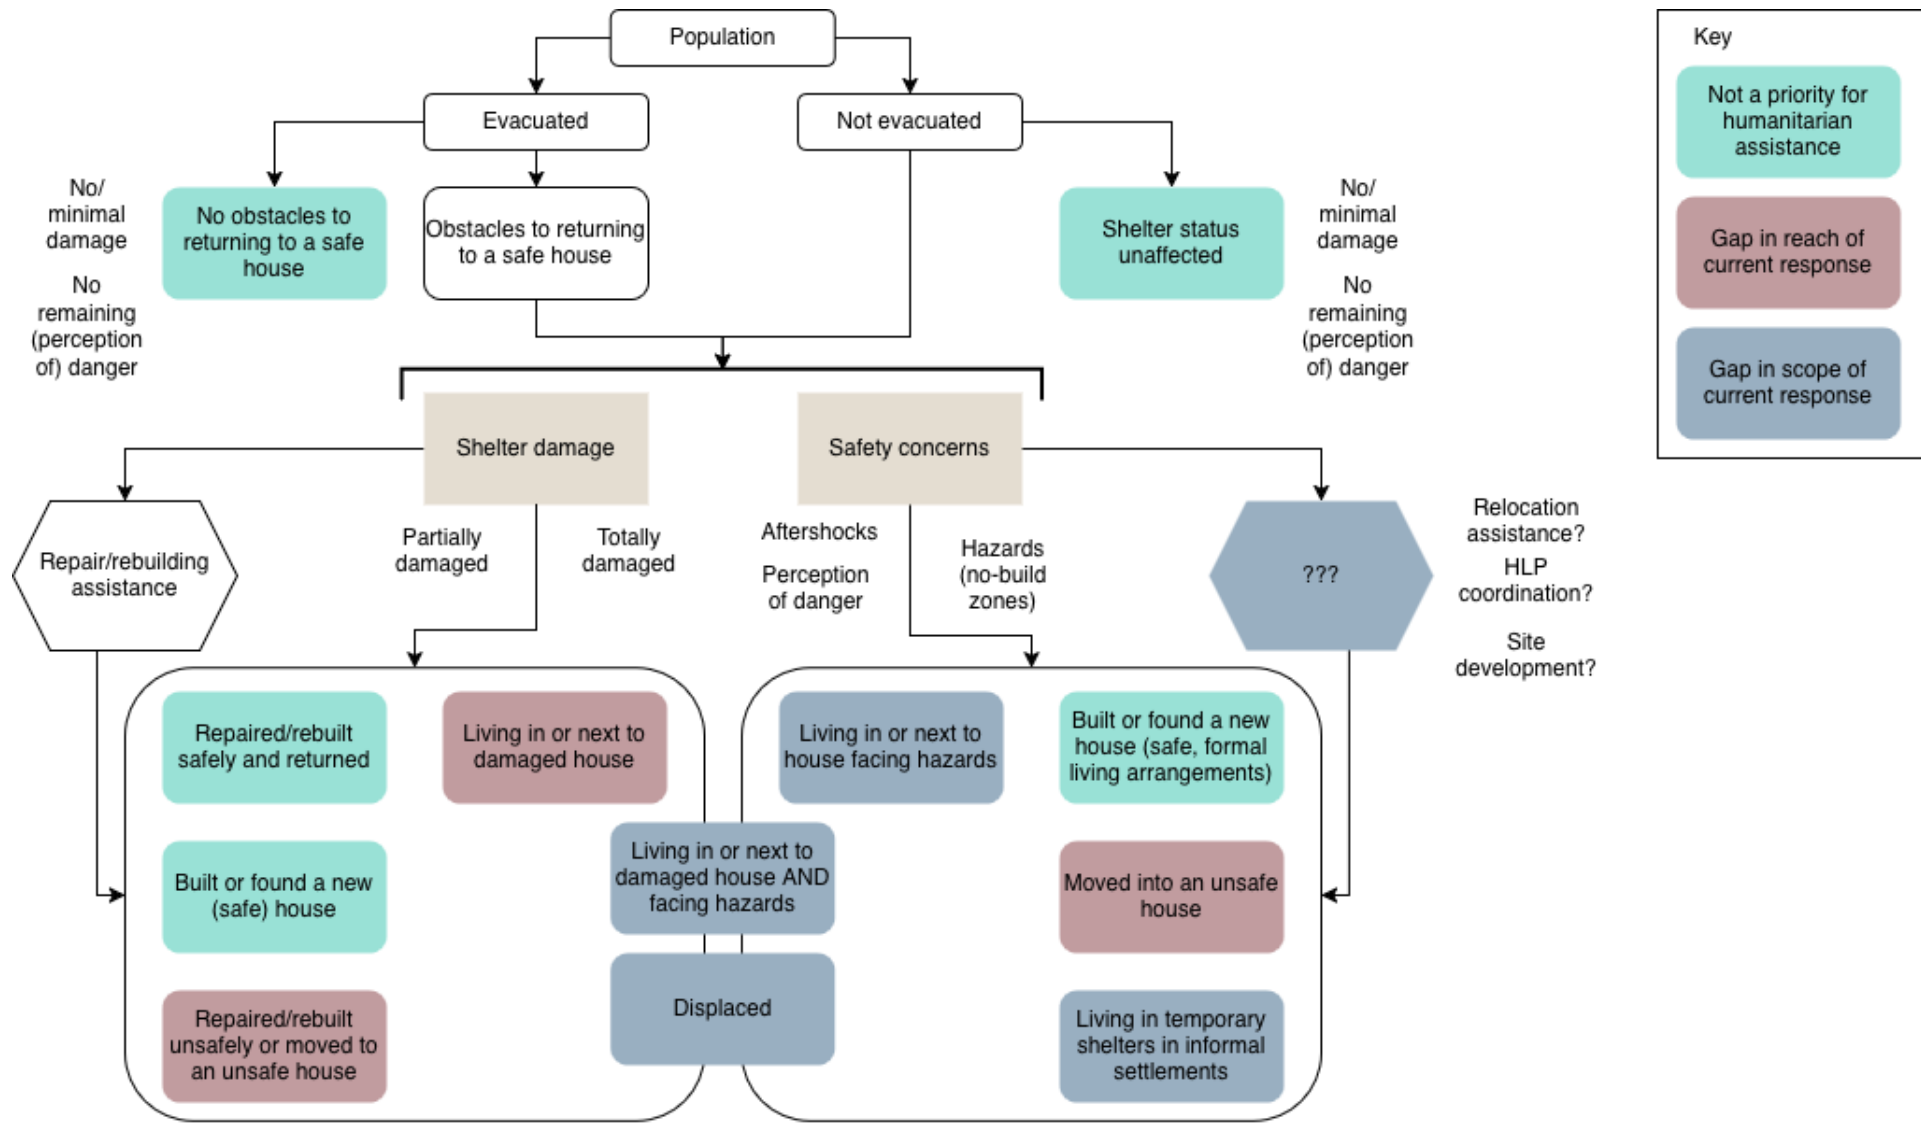 Population
Key
Evacuated
Not evacuated
Not a priority for
humanitarian
assistance
No/
minimal
damage
No obstacles to
returning to a safe
house
Obstacles to returning
to a safe house
Shelter status
unaffected
No/
minimal
damage
Gap in reach of
current response
No
remaining
(perception
of) danger
No
remaining
(perception
of) danger
Gap in scope of
current response
Shelter damage
Safety concerns
Repair/rebuilding
assistance
Partially
damaged
Totally
damaged
Aftershocks
Perception
of danger
Hazards
(no-build
zones)
???
Relocation
assistance?
HLP
coordination?
Site
development?
Repaired/rebuilt
safely and returned
Living in or next to
damaged house
Living in or next to
house facing hazards
Built or found a new
house (safe, formal
living arrangements)
Built or found a new
(safe) house
Living in or next to
damaged house AND
facing hazards
Moved into an unsafe
house
Repaired/rebuilt
unsafely or moved to
an unsafe house
Displaced
Living in temporary
shelters in informal
settlements